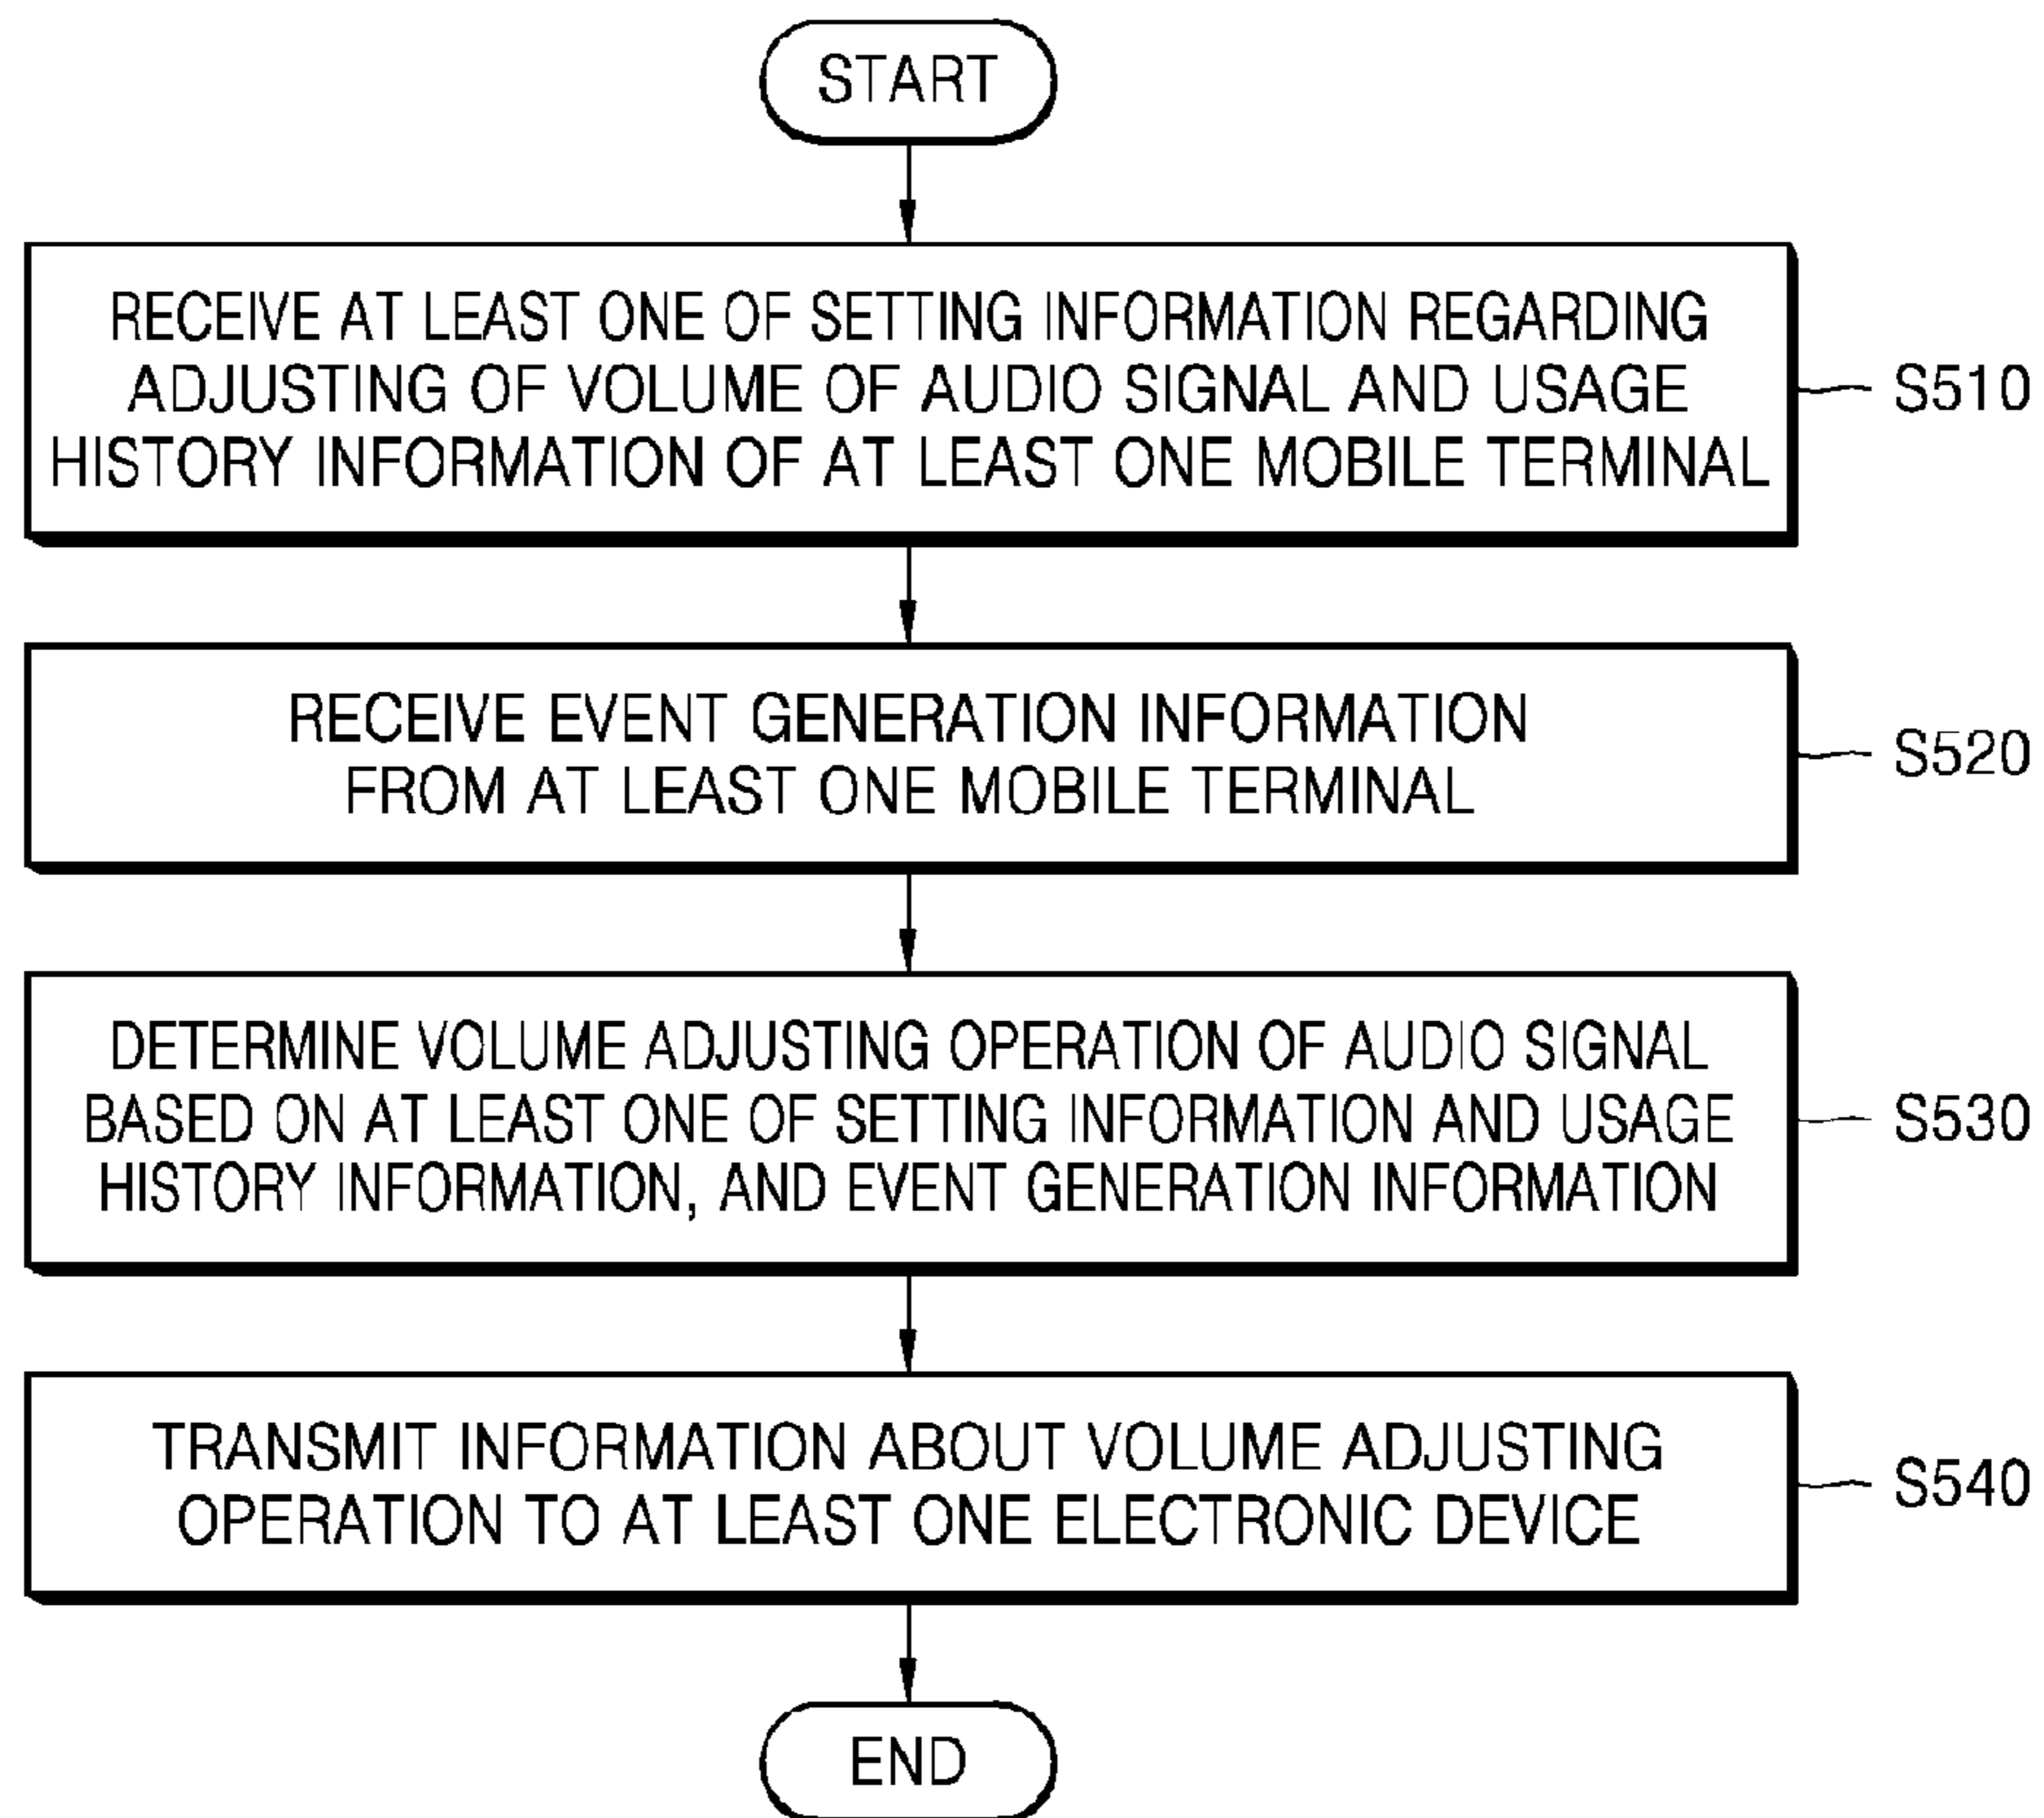 START
RECEIVE AT LEAST ONE OF SETTING INFORMATION REGARDING
ADJUSTING OF VOLUME OF AUDIO SIGNAL AND USAGE
HISTORY INFORMATION OF AT LEAST ONE MOBILE TERMINAL
S510
RECEIVE EVENT GENERATION INFORMATION
FROM AT LEAST ONE MOBILE TERMINAL
S520
DETERMINE VOLUME ADJUSTING OPERATION OF AUDIO SIGNAL
BASED ON AT LEAST ONE OF SETTING INFORMATION AND USAGE
HISTORY INFORMATION, AND EVENT GENERATION INFORMATION
S530
TRANSMIT INFORMATION ABOUT VOLUME ADJUSTING
OPERATION TO AT LEAST ONE ELECTRONIC DEVICE
S540
END